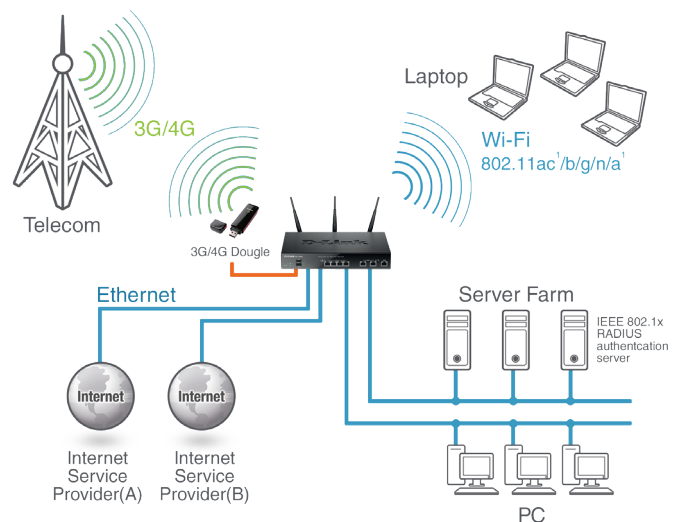 3G/4G
Telecom
Laptop
Wi-Fi
802.11ac¹/b/g/n/a¹
3G/4G Dougle
D-Link
Ethernet
Server Farm
IEEE 802.1x
RADIUS
authentcation
server
Internet
Internet
Internet
Service
Provider(A)
Internet
Service
Provider(B)
PC